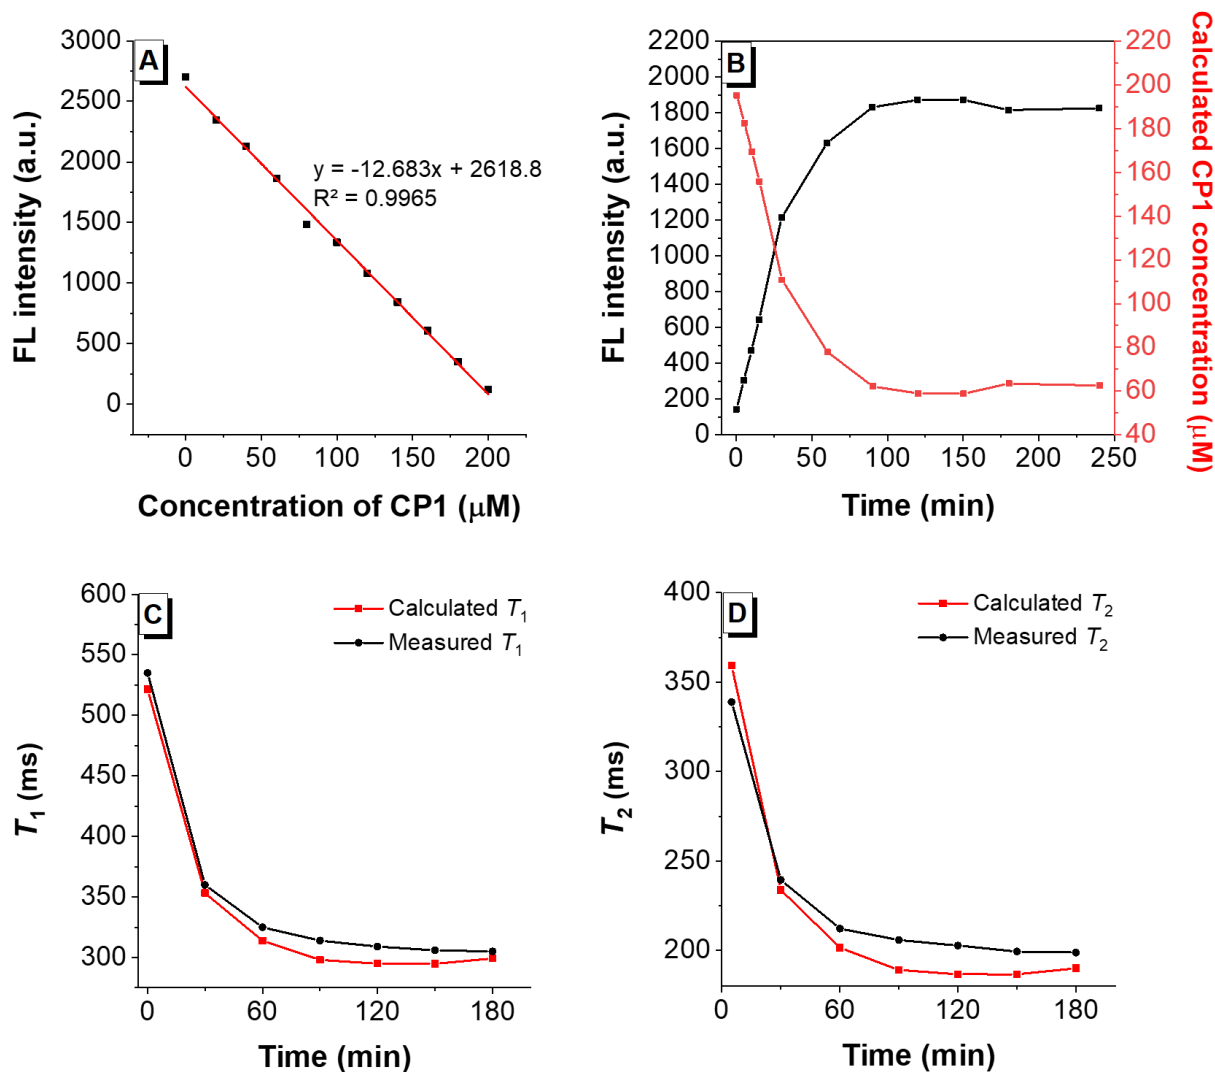 A
3000
2500
2000
1500
1000
500
0
FL intensity (a.u.)
y = -12.683x + 2618.8
R² = 0.9965
0 50 100 150 200
Concentration of CP1 (μM)
B
2200
2000
1800
1600
1400
1200
1000
800
600
400
200
0
FL intensity (a.u.)
220
200
180
160
140
120
100
80
60
40
Calculated CP1 concentration (μM)
0 50 100 150 200 250
Time (min)
C
600
550
500
450
400
350
300
T₁ (ms)
Calculated T₁
Measured T₁
0 60 120 180
Time (min)
D
400
350
300
250
200
T₂ (ms)
Calculated T₂
Measured T₂
0 60 120 180
Time (min)